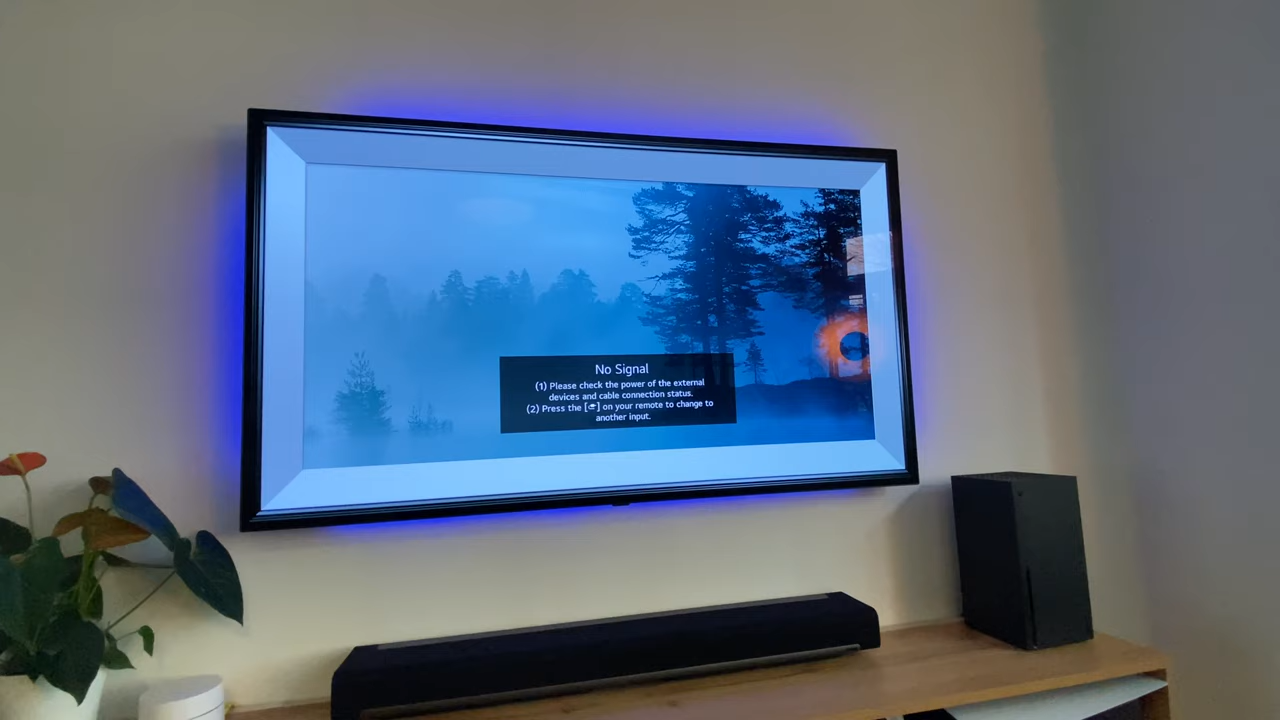 No Signal
(1) Please check the power of the external
devices and cable connection status.
(2) Press the [] on your remote to change to
another input.